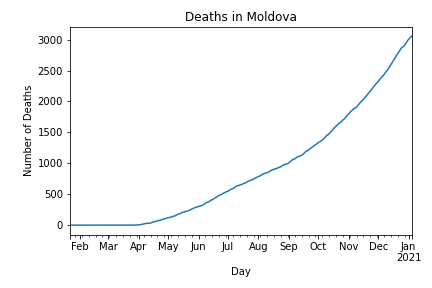 Deaths in Moldova
3000
2500
2000
1500
1000
500
0
Number of Deaths
Feb Mar Apr May Jun Jul Aug Sep Oct Nov Dec Jan
2021
Day